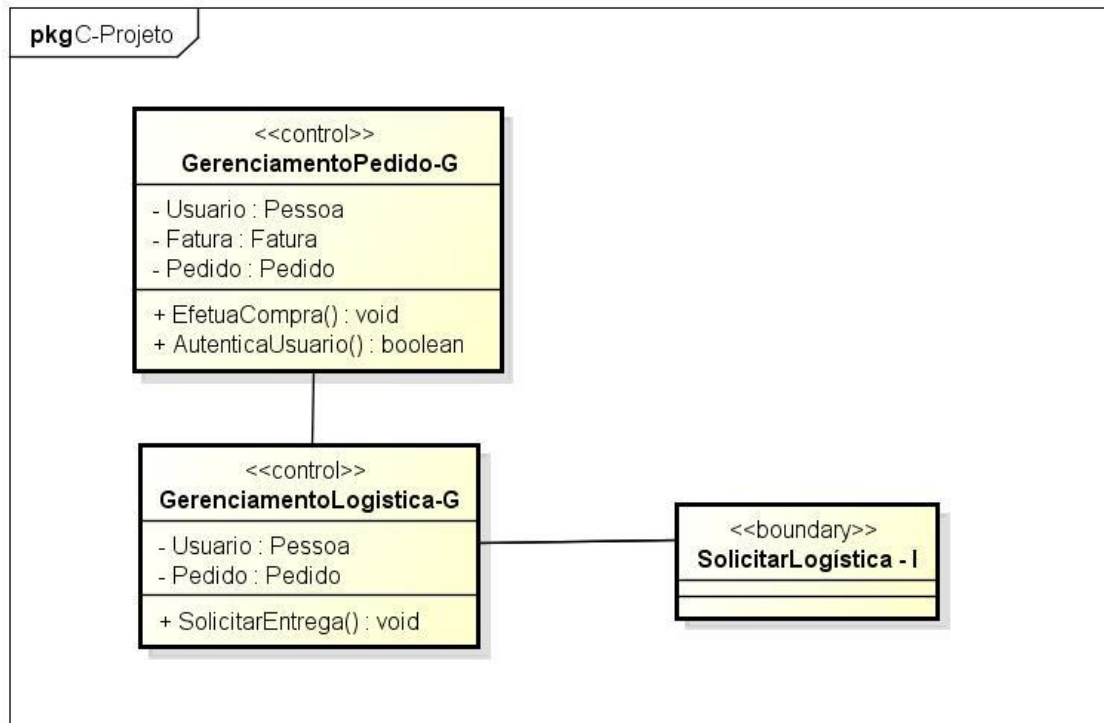 pkg C-Projeto
<<control>>
GerenciamentoPedido-G
- Usuario : Pessoa
- Fatura : Fatura
- Pedido : Pedido
+ EfetuaCompra() : void
+ AutenticaUsuario() : boolean
<<control>>
GerenciamentoLogistica-G
- Usuario : Pessoa
- Pedido : Pedido
+ SolicitarEntrega() : void
<<boundary>>
SolicitarLogística - I